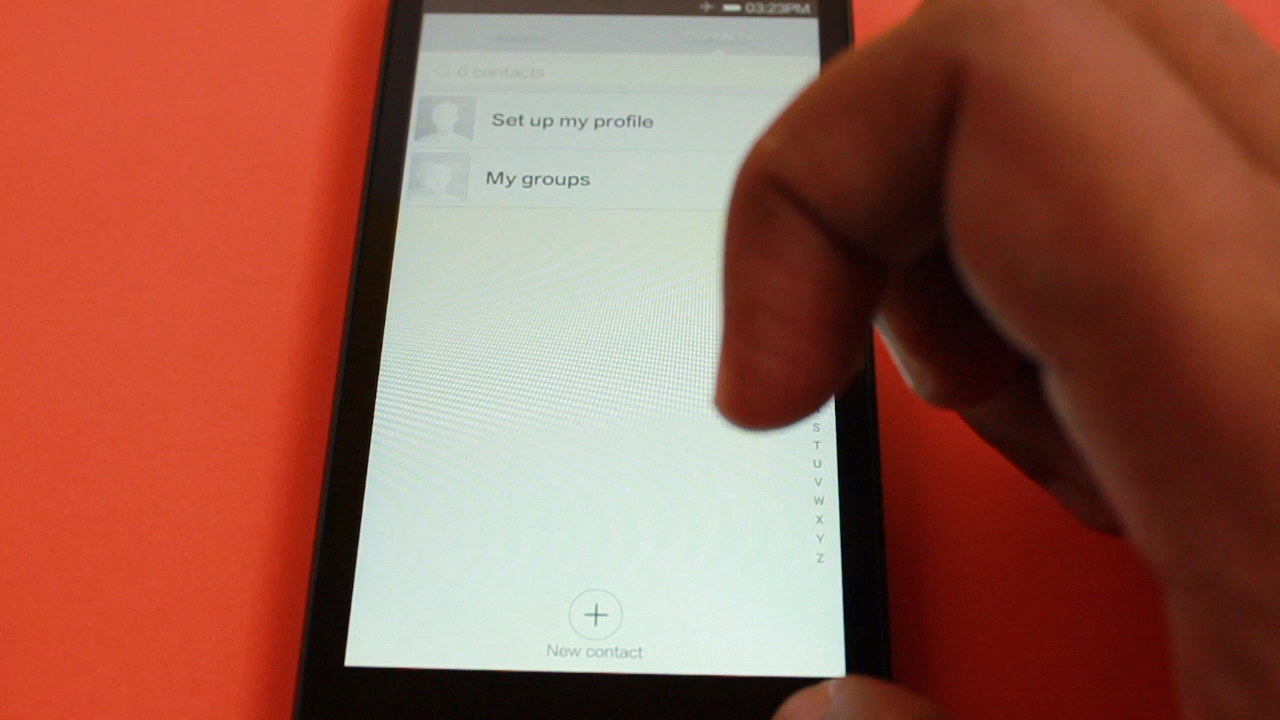 03:23PM
Contacts
0 contacts
Set up my profile
My groups
S
T
U
V
W
X
Y
Z
New contact